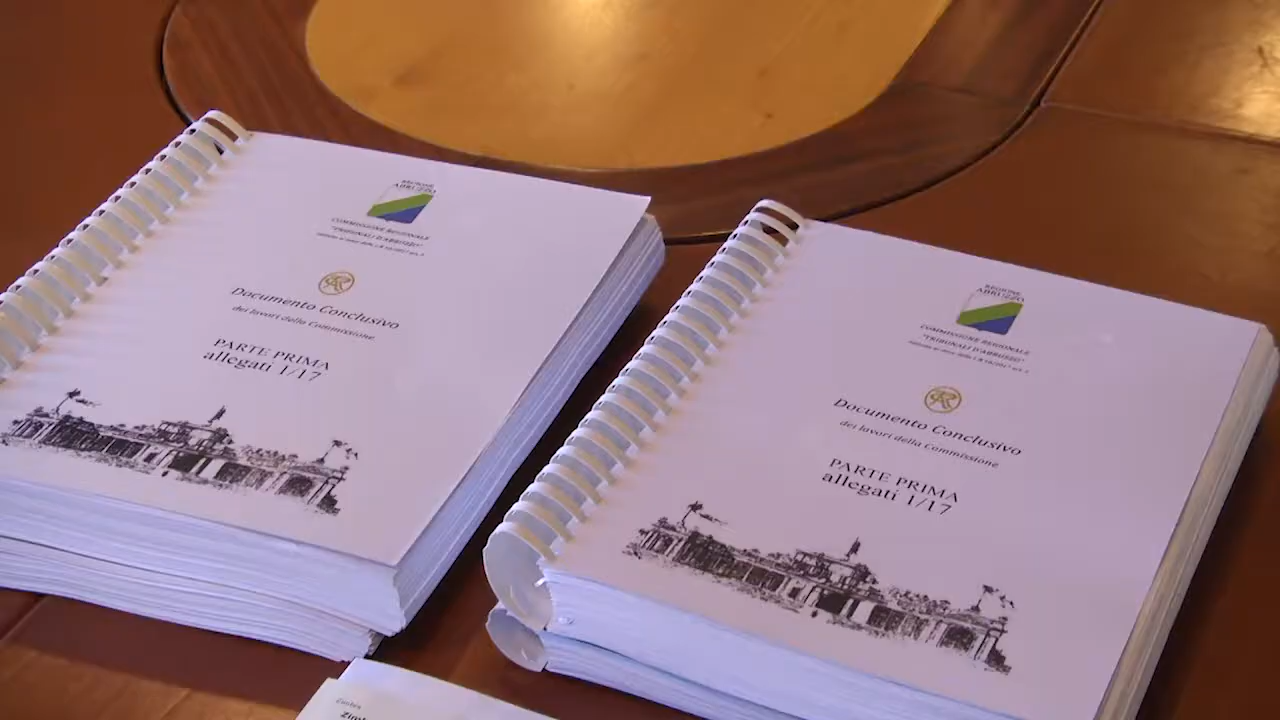 REGIONE
ABRUZZO
COMMISSIONE REGIONALE
"TRIBUNALI D'ABRUZZO"
Documento Conclusivo
dei lavori della Commissione
PARTE PRIMA
allegati 1/17
REGIONE
ABRUZZO
COMMISSIONE REGIONALE
"TRIBUNALI D'ABRUZZO"
Documento Conclusivo
dei lavori della Commissione
PARTE PRIMA
allegati 1/17